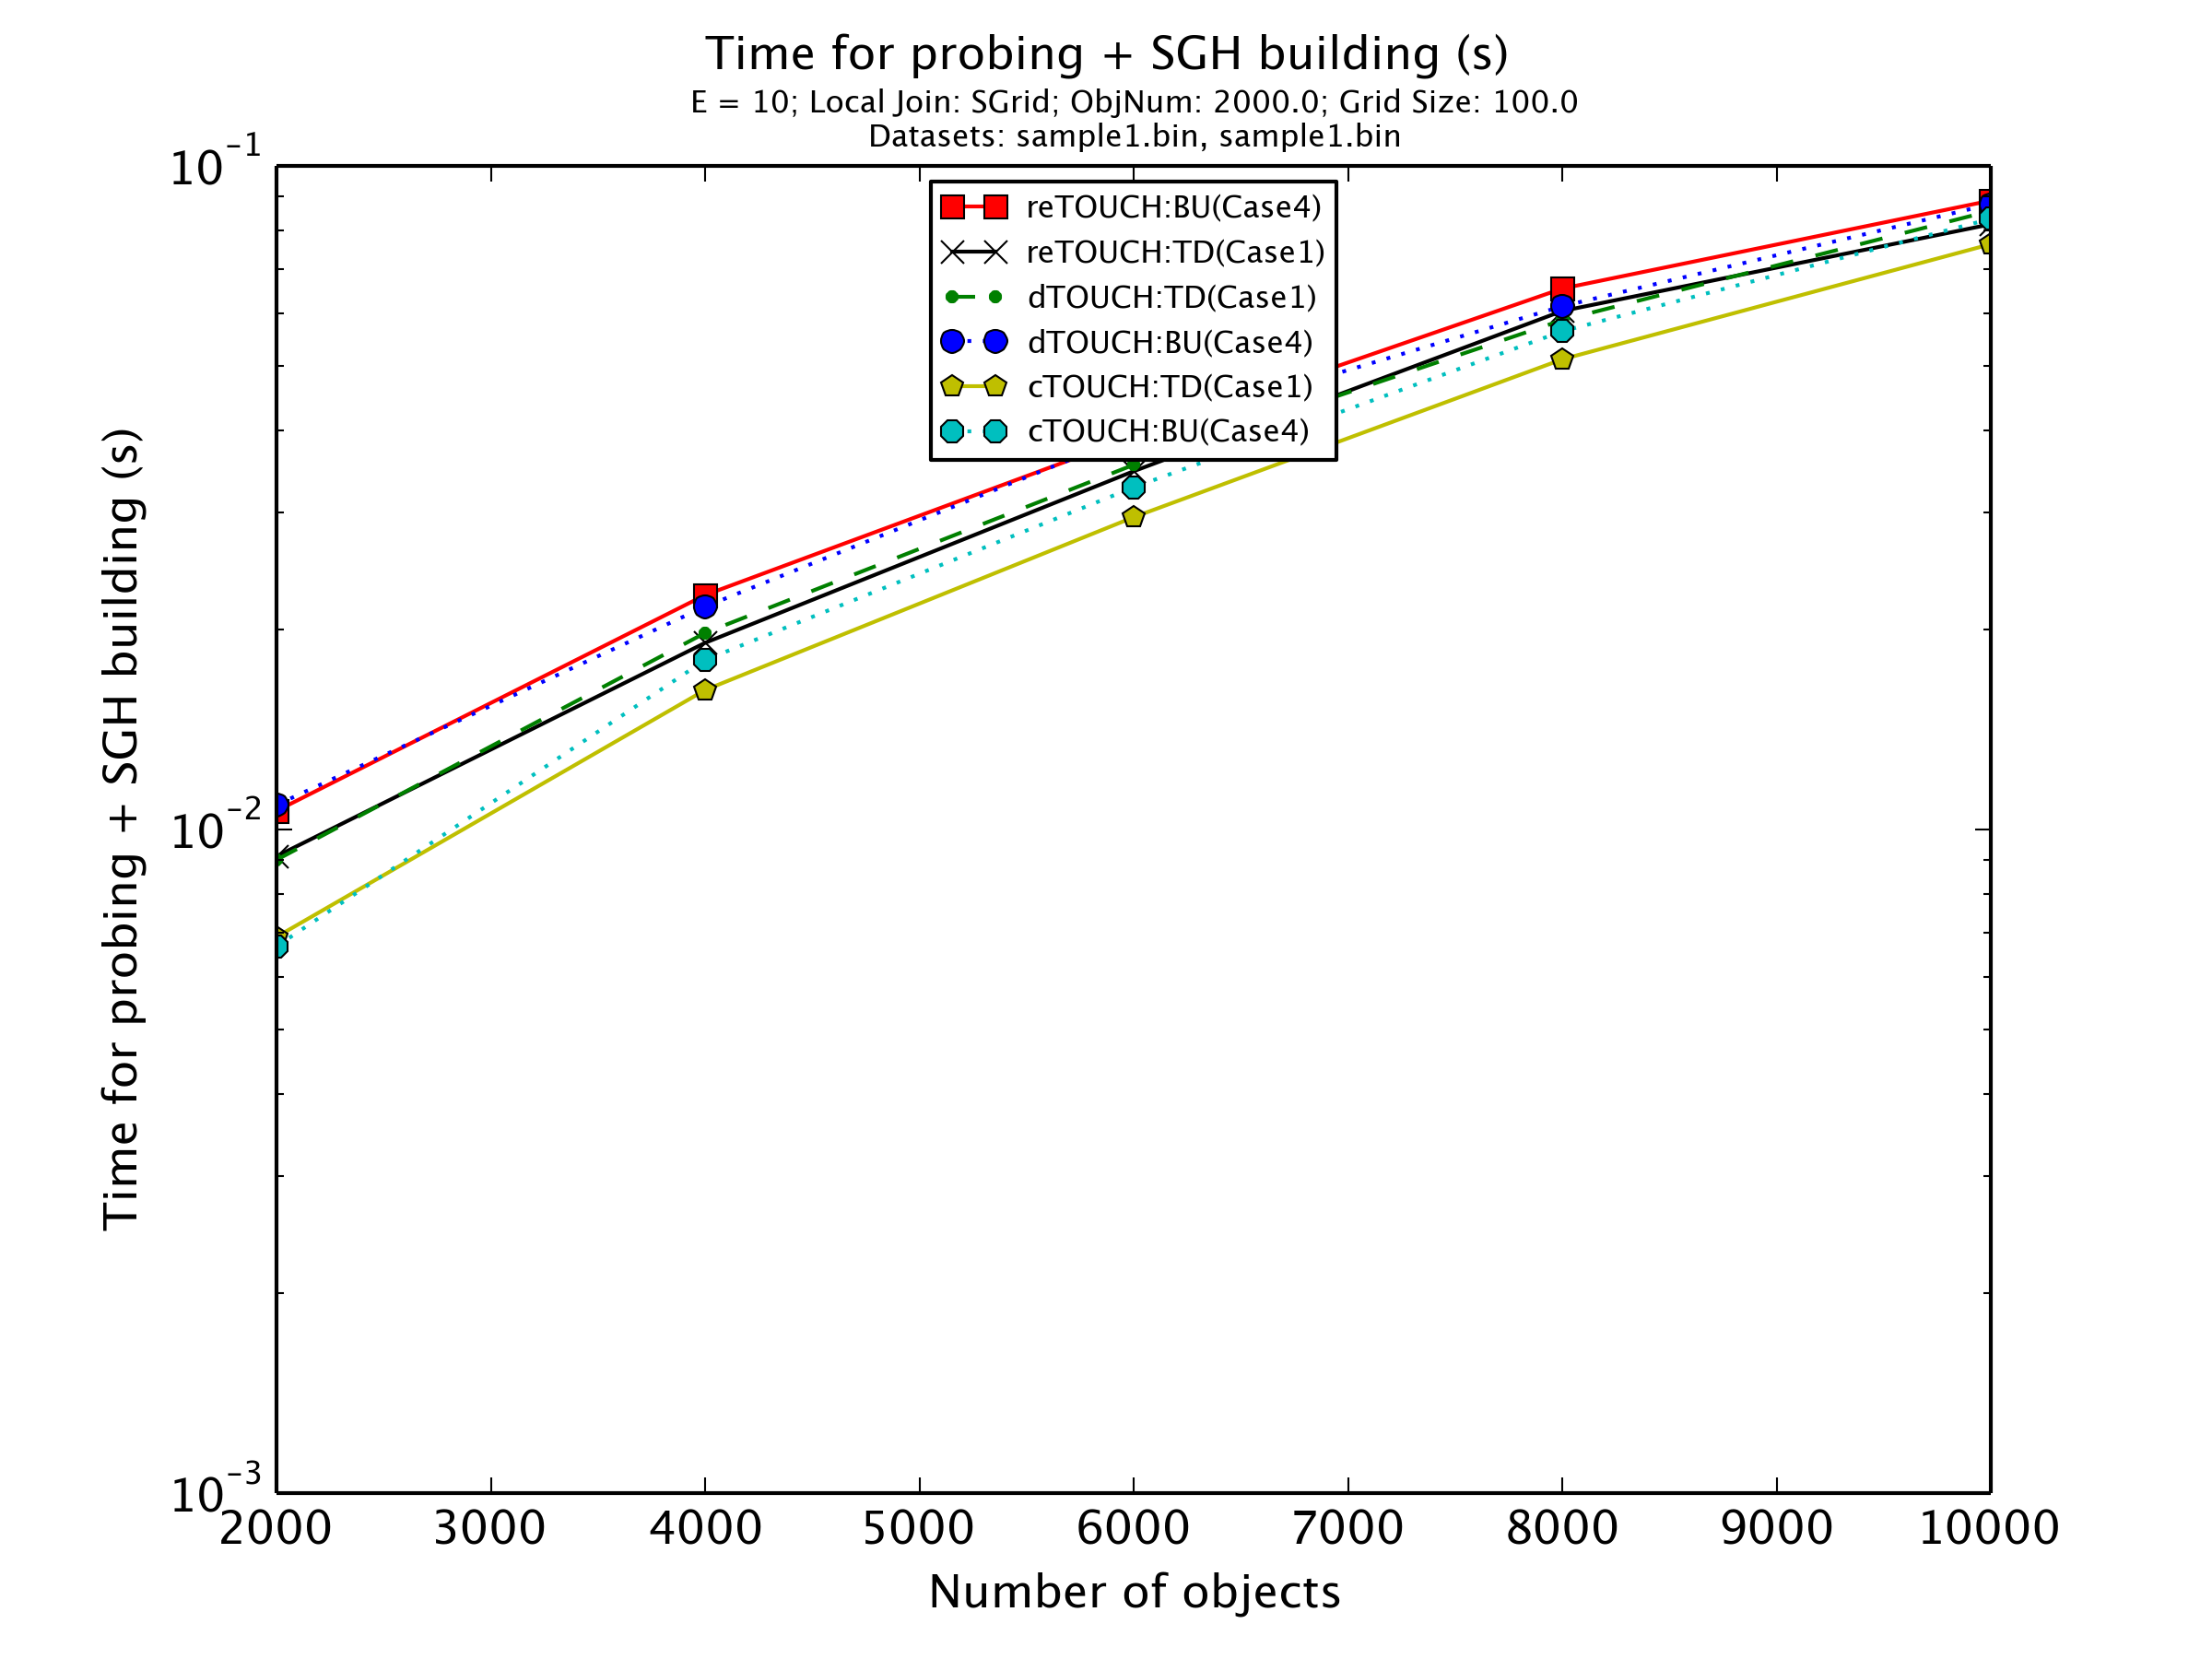 Time for probing + SGH building (s)
E = 10; Local Join: SGrid; ObjNum: 2000.0; Grid Size: 100.0
Datasets: sample1.bin, sample1.bin
10⁻¹
reTOUCH:BU(Case4)
reTOUCH:TD(Case1)
dTOUCH:TD(Case1)
dTOUCH:BU(Case4)
cTOUCH:TD(Case1)
cTOUCH:BU(Case4)
Time for probing + SGH building (s)
10⁻²
10⁻³
2000 3000 4000 5000 6000 7000 8000 9000 10000
Number of objects